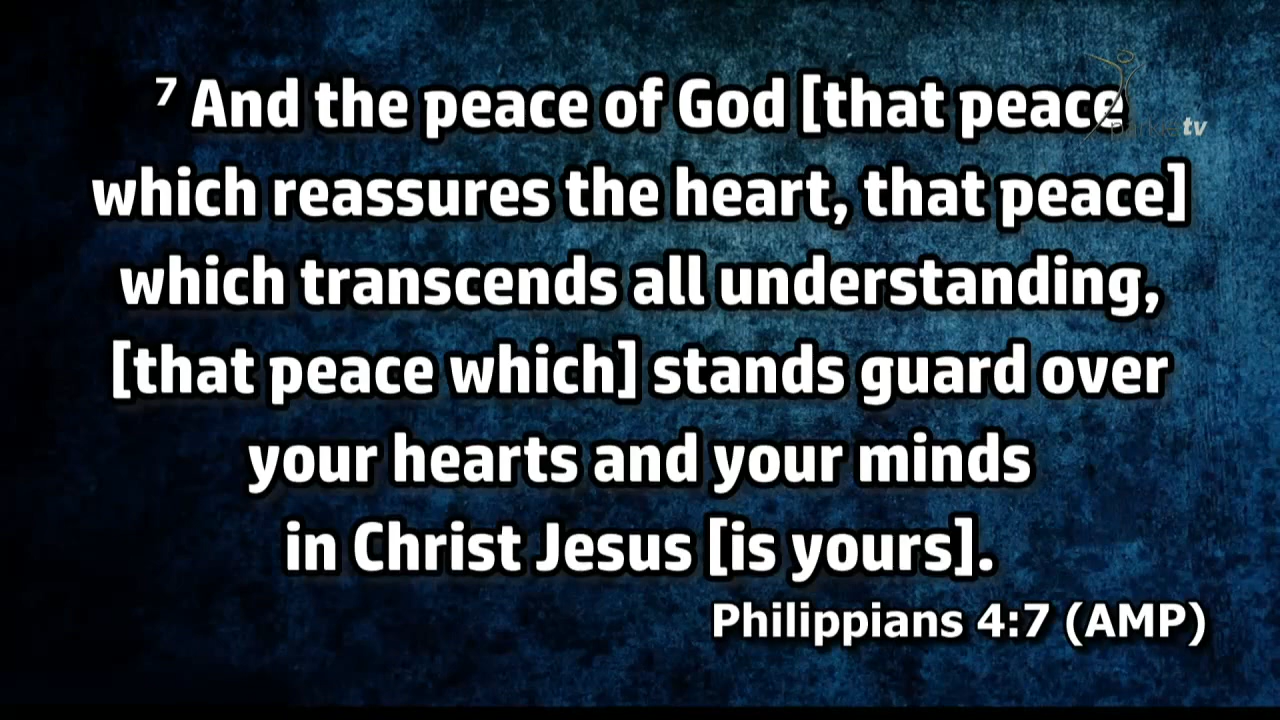 7 And the peace of God [that peace
which reassures the heart, that peace]
which transcends all understanding,
[that peace which] stands guard over
your hearts and your minds
in Christ Jesus [is yours].
Philippians 4:7 (AMP)
tv